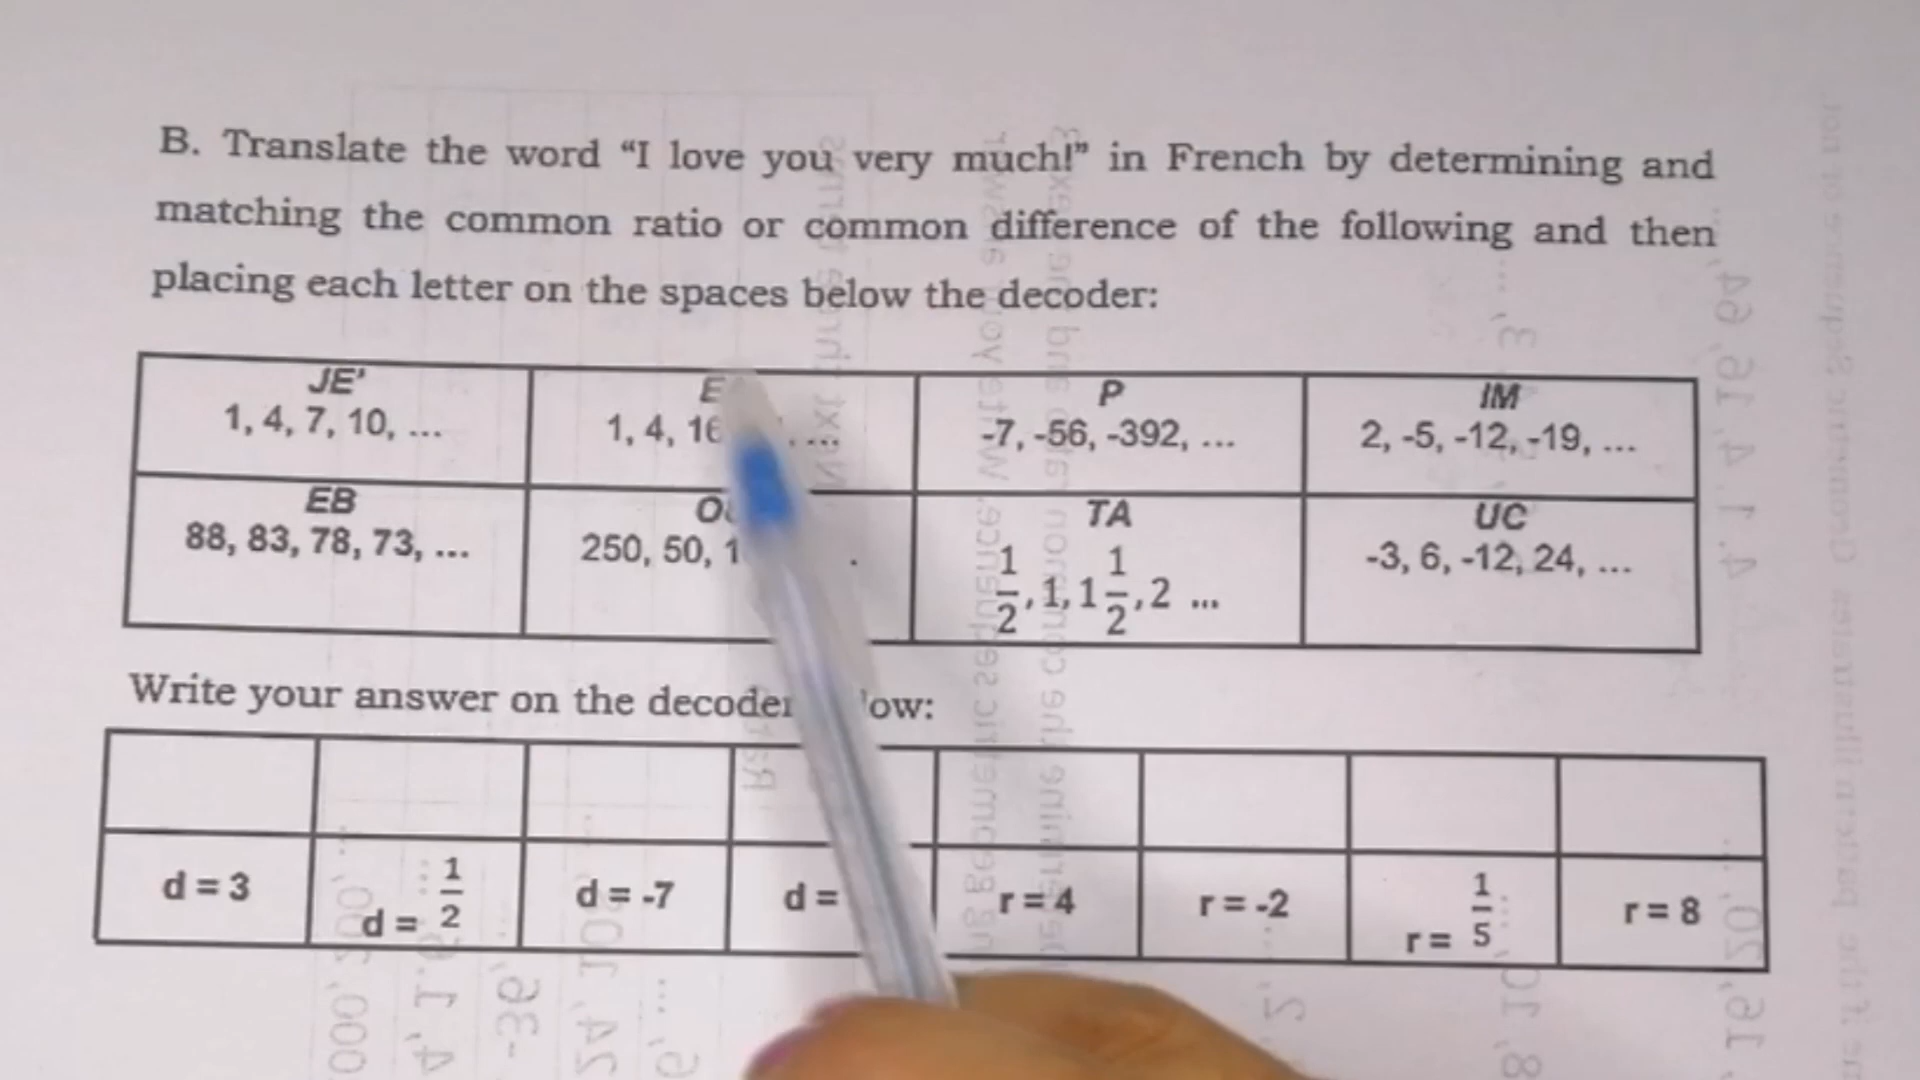 B. Translate the word “I love you very much!” in French by determining and
matching the common ratio or common difference of the following and then
placing each letter on the spaces below the decoder:
JE’ E P IM
1, 4, 7, 10, ... 1, 4, 16 ... -7, -56, -392, ... 2, -5, -12, -19, ...
EB TA UC
88, 83, 78, 73, ... 250, 50, 1/2, 1, 1 1/2, 2 ... -3, 6, -12, 24, ...
Write your answer on the decoder
d = 3 d = 1/2 d = -7 d = r = 4 r = -2 r = 1/5 r = 8